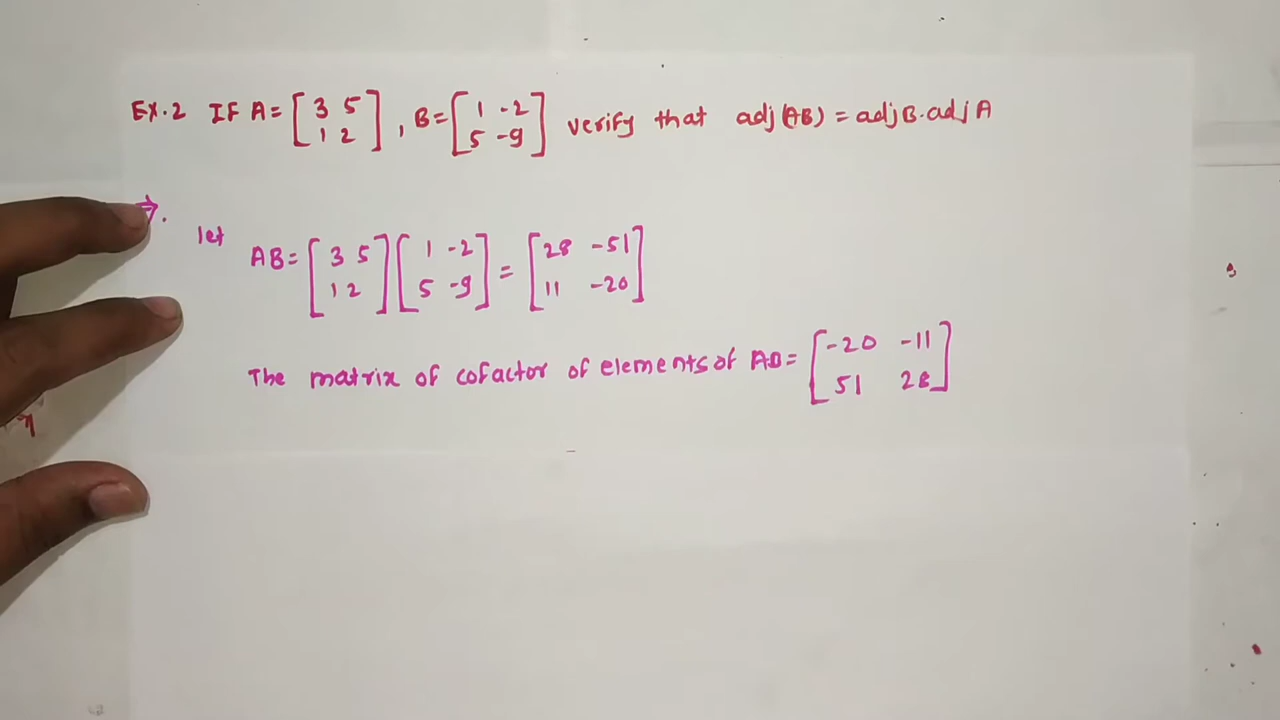 Ex.2 IF A = [3 5 1 2], B = [1 -2 5 -9] verify that adj(AB) = adjB.adjA
let
AB = [3 5 1 2] [1 -2 5 -9] = [28 -51 11 -20]
The matrix of cofactor of elements of AB = [-20 -11 51 28]